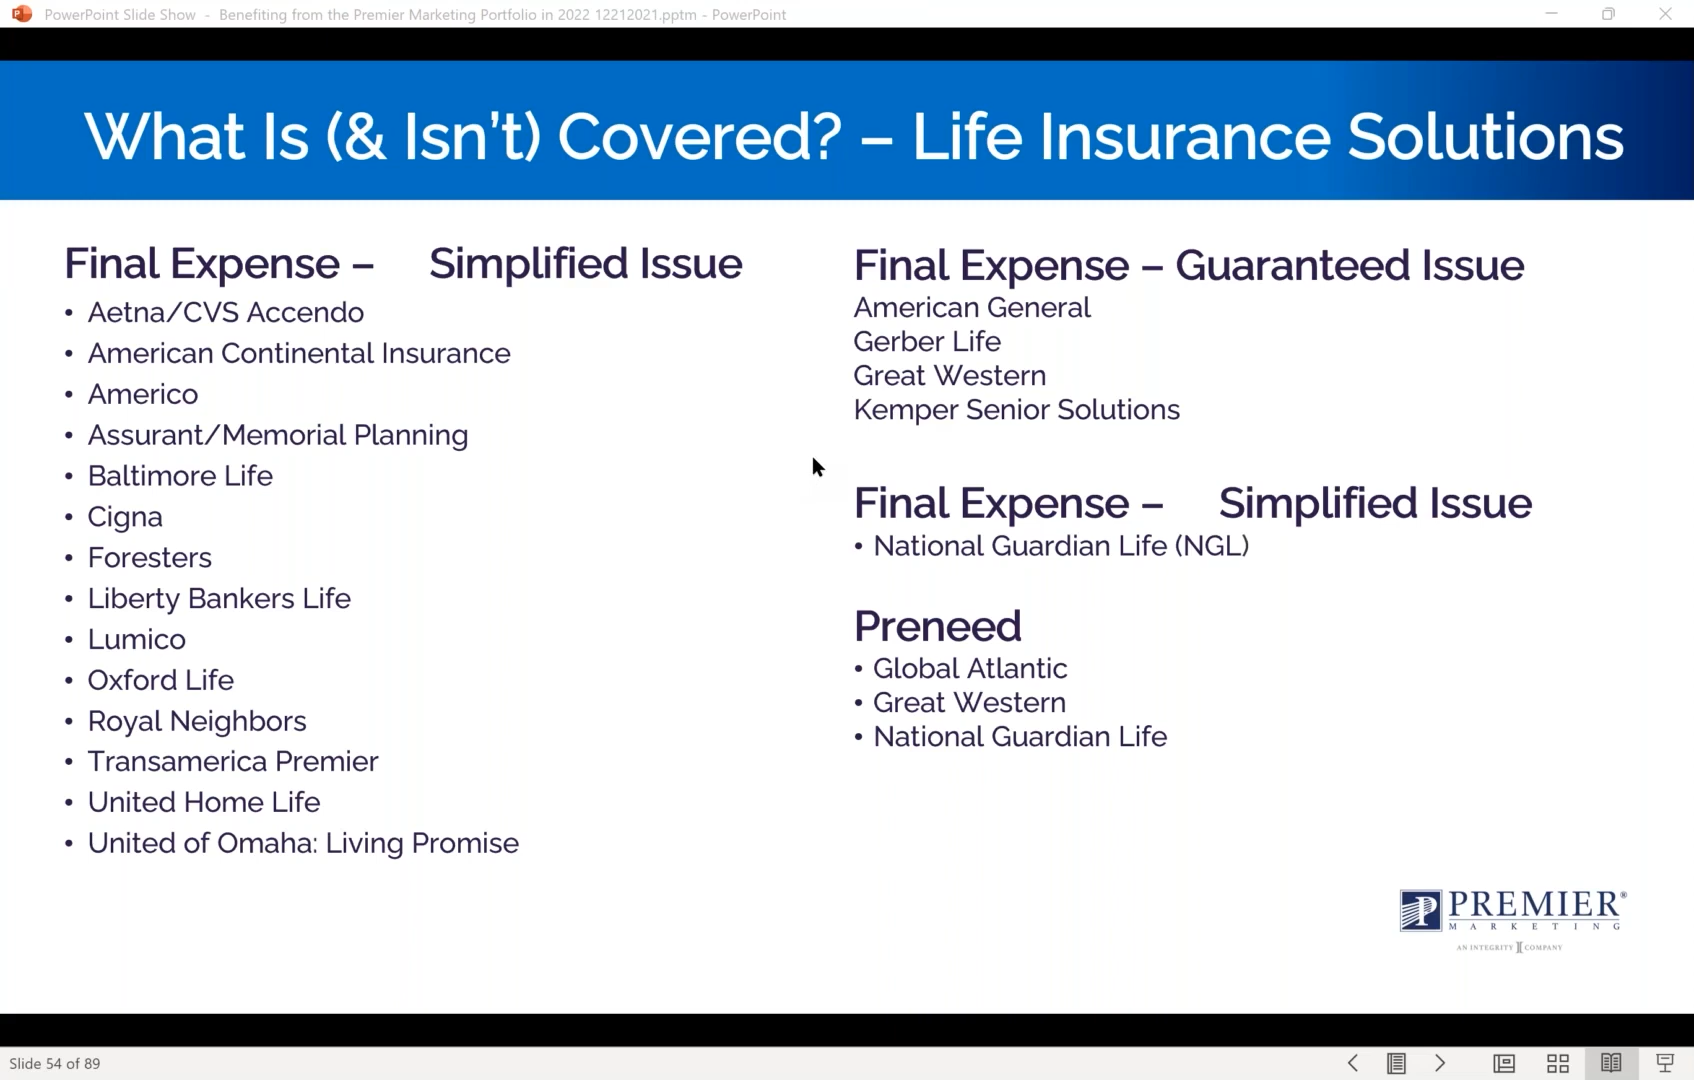 PowerPoint Slide Show - Benefiting from the Premier Marketing Portfolio in 2022 12212021.pptm - PowerPoint
What Is (& Isn’t) Covered? – Life Insurance Solutions
Final Expense – Simplified Issue
• Aetna/CVS Accendo
• American Continental Insurance
• Americo
• Assurant/Memorial Planning
• Baltimore Life
• Cigna
• Foresters
• Liberty Bankers Life
• Lumico
• Oxford Life
• Royal Neighbors
• Transamerica Premier
• United Home Life
• United of Omaha: Living Promise
Final Expense – Guaranteed Issue
American General
Gerber Life
Great Western
Kemper Senior Solutions
Final Expense – Simplified Issue
• National Guardian Life (NGL)
Preneed
• Global Atlantic
• Great Western
• National Guardian Life
PREMIER®
MARKETING
AN INTEGRITY COMPANY
Slide 54 of 89